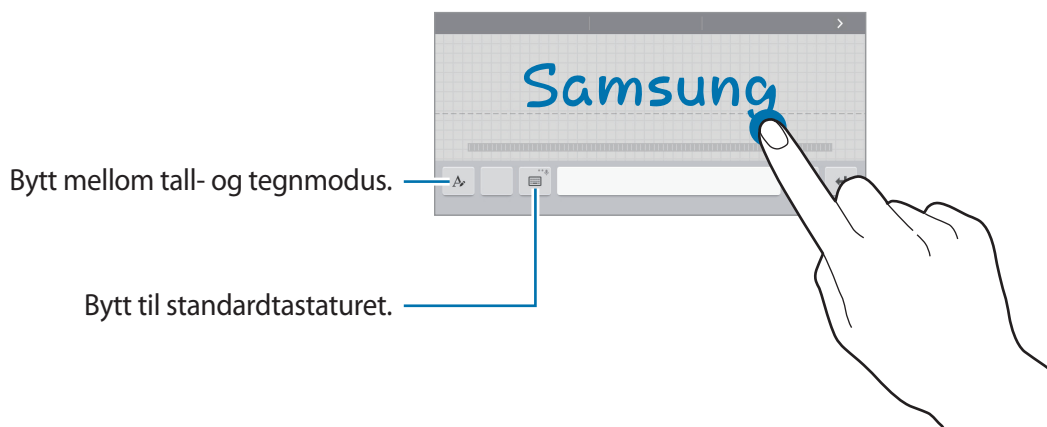 Samsung
Bytt mellom tall- og tegnmodus.
Bytt til standardtastaturet.